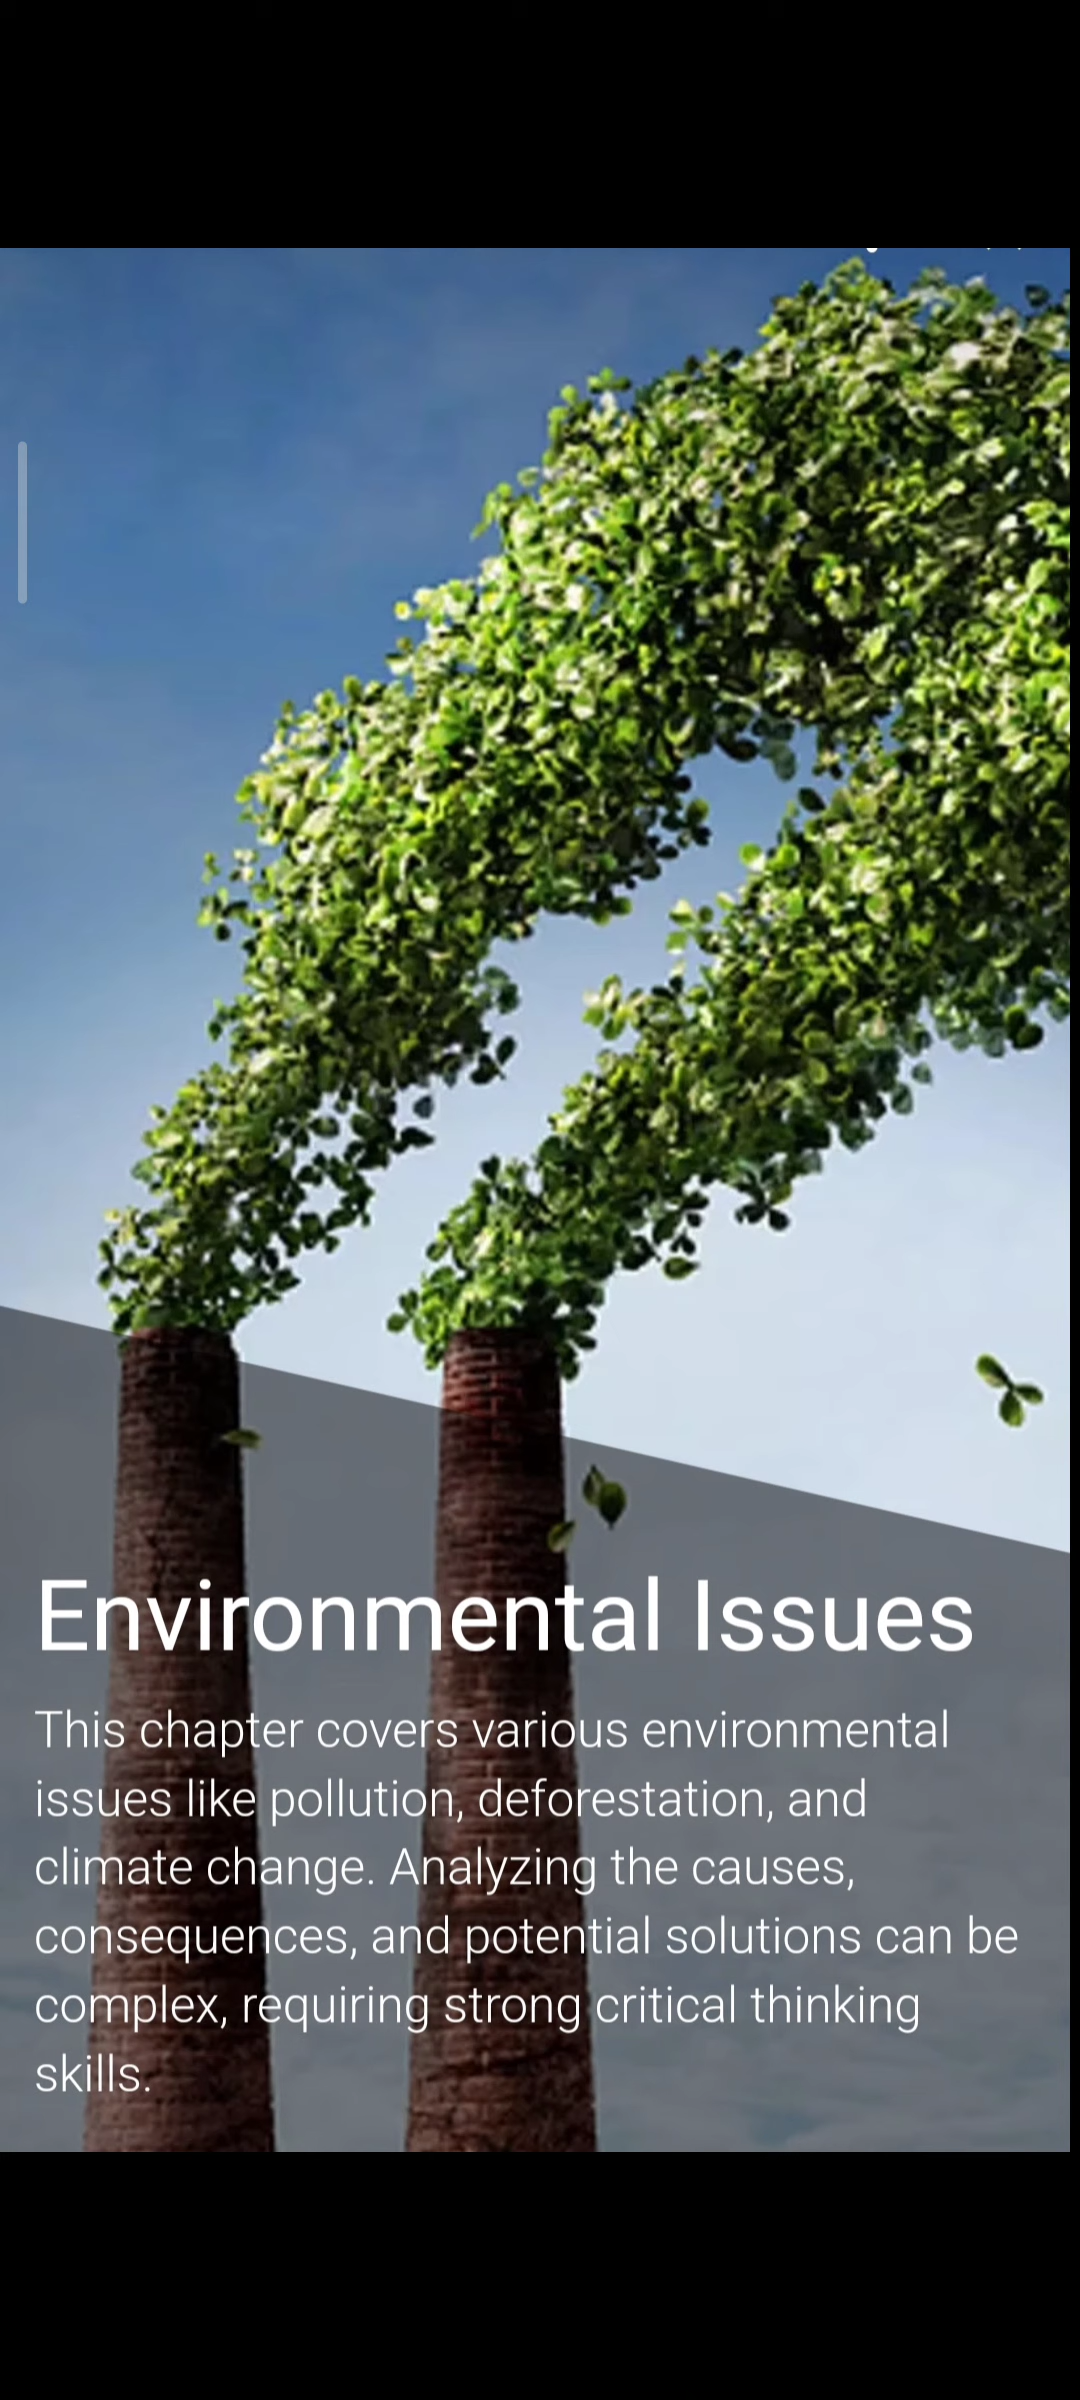 Environmental Issues
This chapter covers various environmental
issues like pollution, deforestation, and
climate change. Analyzing the causes,
consequences, and potential solutions can be
complex, requiring strong critical thinking
skills.